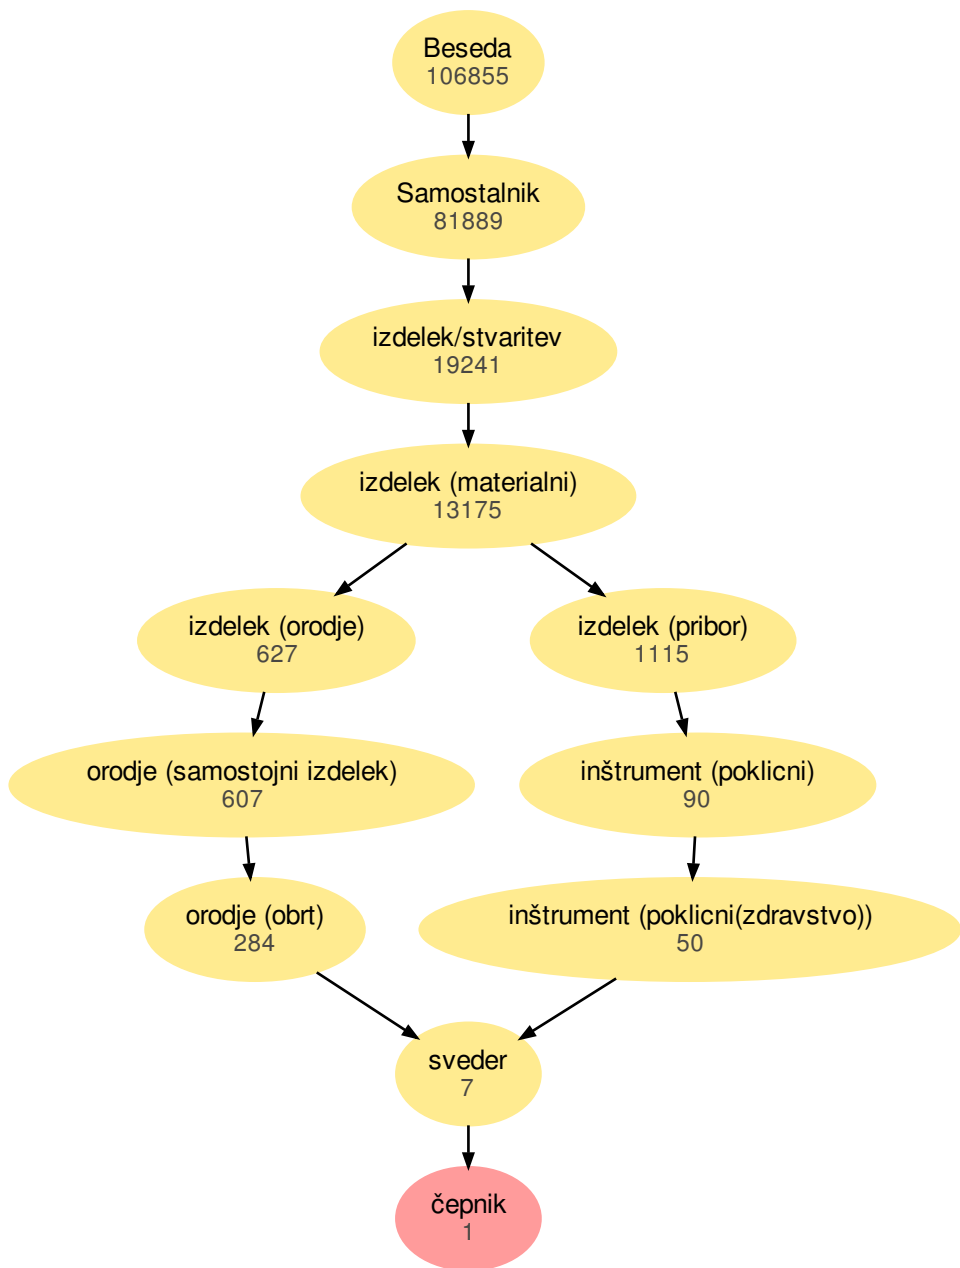 Beseda
106855
Samostalnik
81889
izdelek/stvaritev
19241
izdelek (materialni)
13175
izdelek (orodje)
627
izdelek (pribor)
1115
orodje (samostojni izdelek)
607
inštrument (poklicni)
90
orodje (obrt)
284
inštrument (poklicni(zdravstvo))
50
sveder
7
čepnik
1